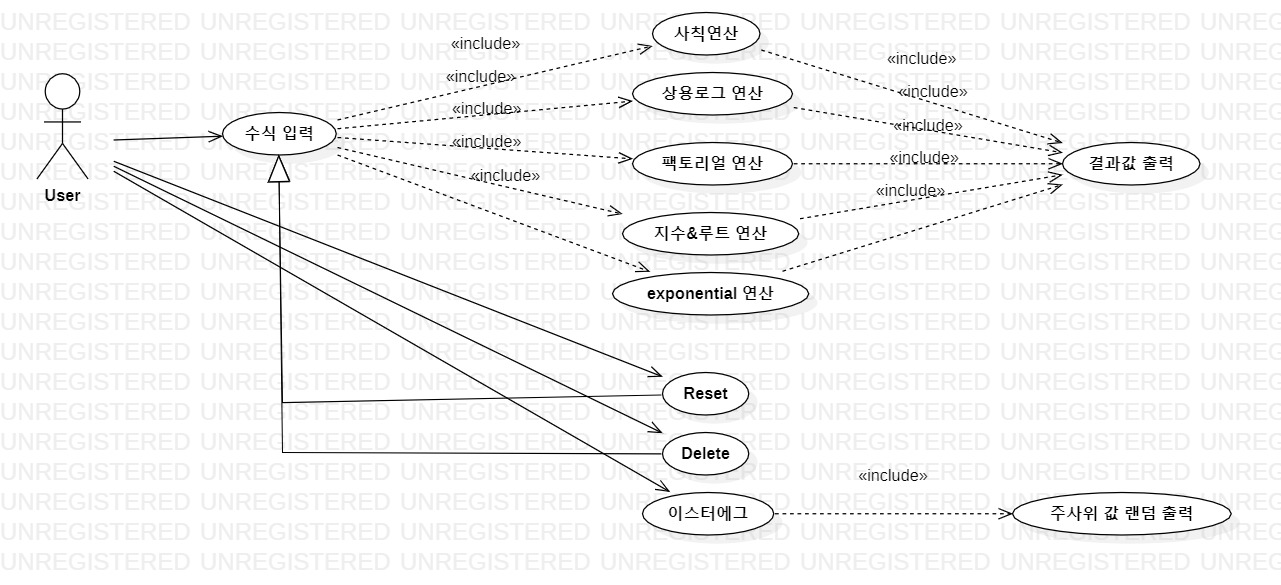 User
수식 입력
«include»
«include»
«include»
«include»
«include»
사칙연산
상용로그 연산
팩토리얼 연산
지수&루트 연산
exponential 연산
«include»
«include»
«include»
«include»
«include»
결과값 출력
Reset
Delete
이스터에그
«include»
주사위 값 랜덤 출력
UNREGISTERED UNREGISTERED UNREGISTERED UNREGISTERED UNREGISTERED UNREGISTERED